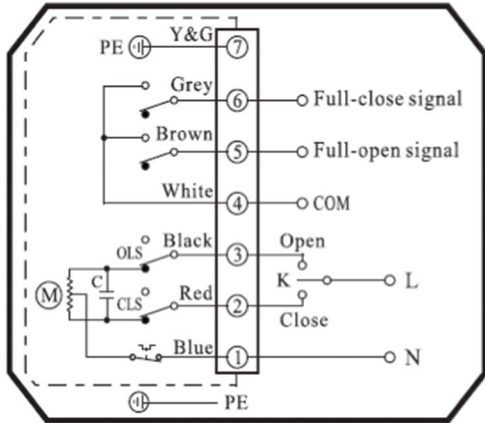 Y&G
PE 7
Grey
6 Full-close signal
Brown
5 Full-open signal
White
4 COM
OLS Black 3 Open
M C K L
CLS Red 2
Close
Blue 1 N
PE